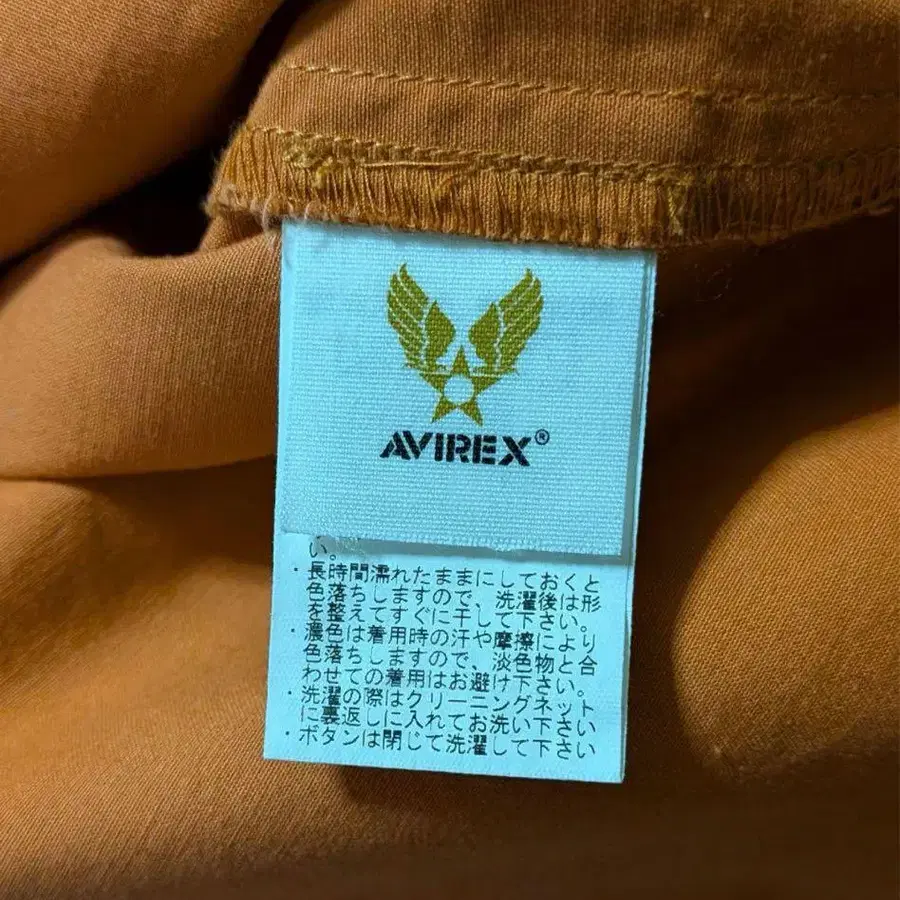 AVIREX®
い。
・長時間濡れたままにしておくと
色落ちしますので、洗濯後は形
を整えてすぐに干して下さい。
・濃色は着用時の汗や摩擦により
色落ちしますので、淡色物と合
わせての着用はお避け下さい。
・洗濯の際はクリーニングネット
に裏返しに入れてお洗い下さい
・ボタンは閉じて洗濯して下さい